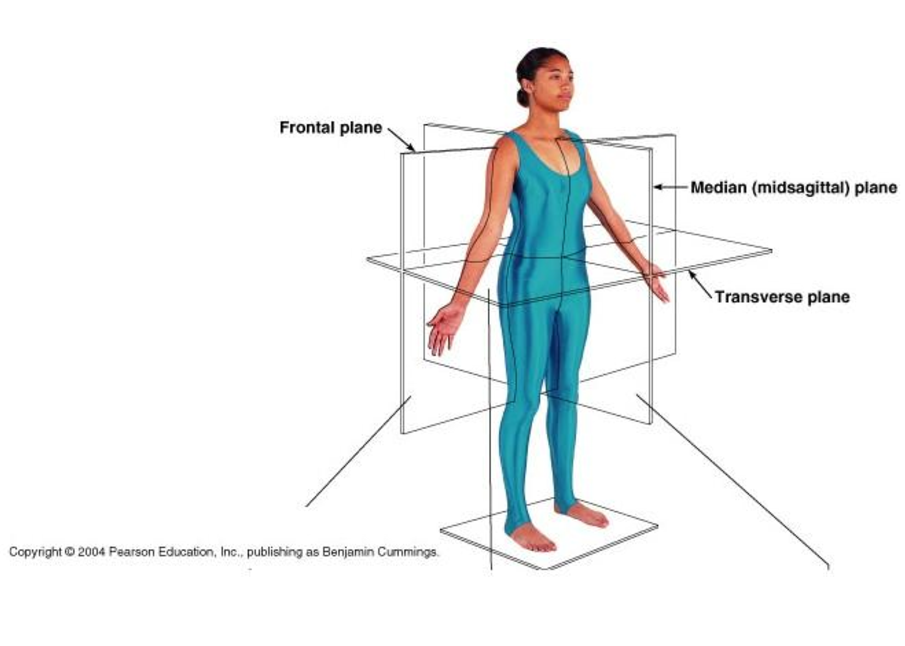 Frontal plane
Median (midsagittal) plane
Transverse plane
Copyright © 2004 Pearson Education, Inc., publishing as Benjamin Cummings.